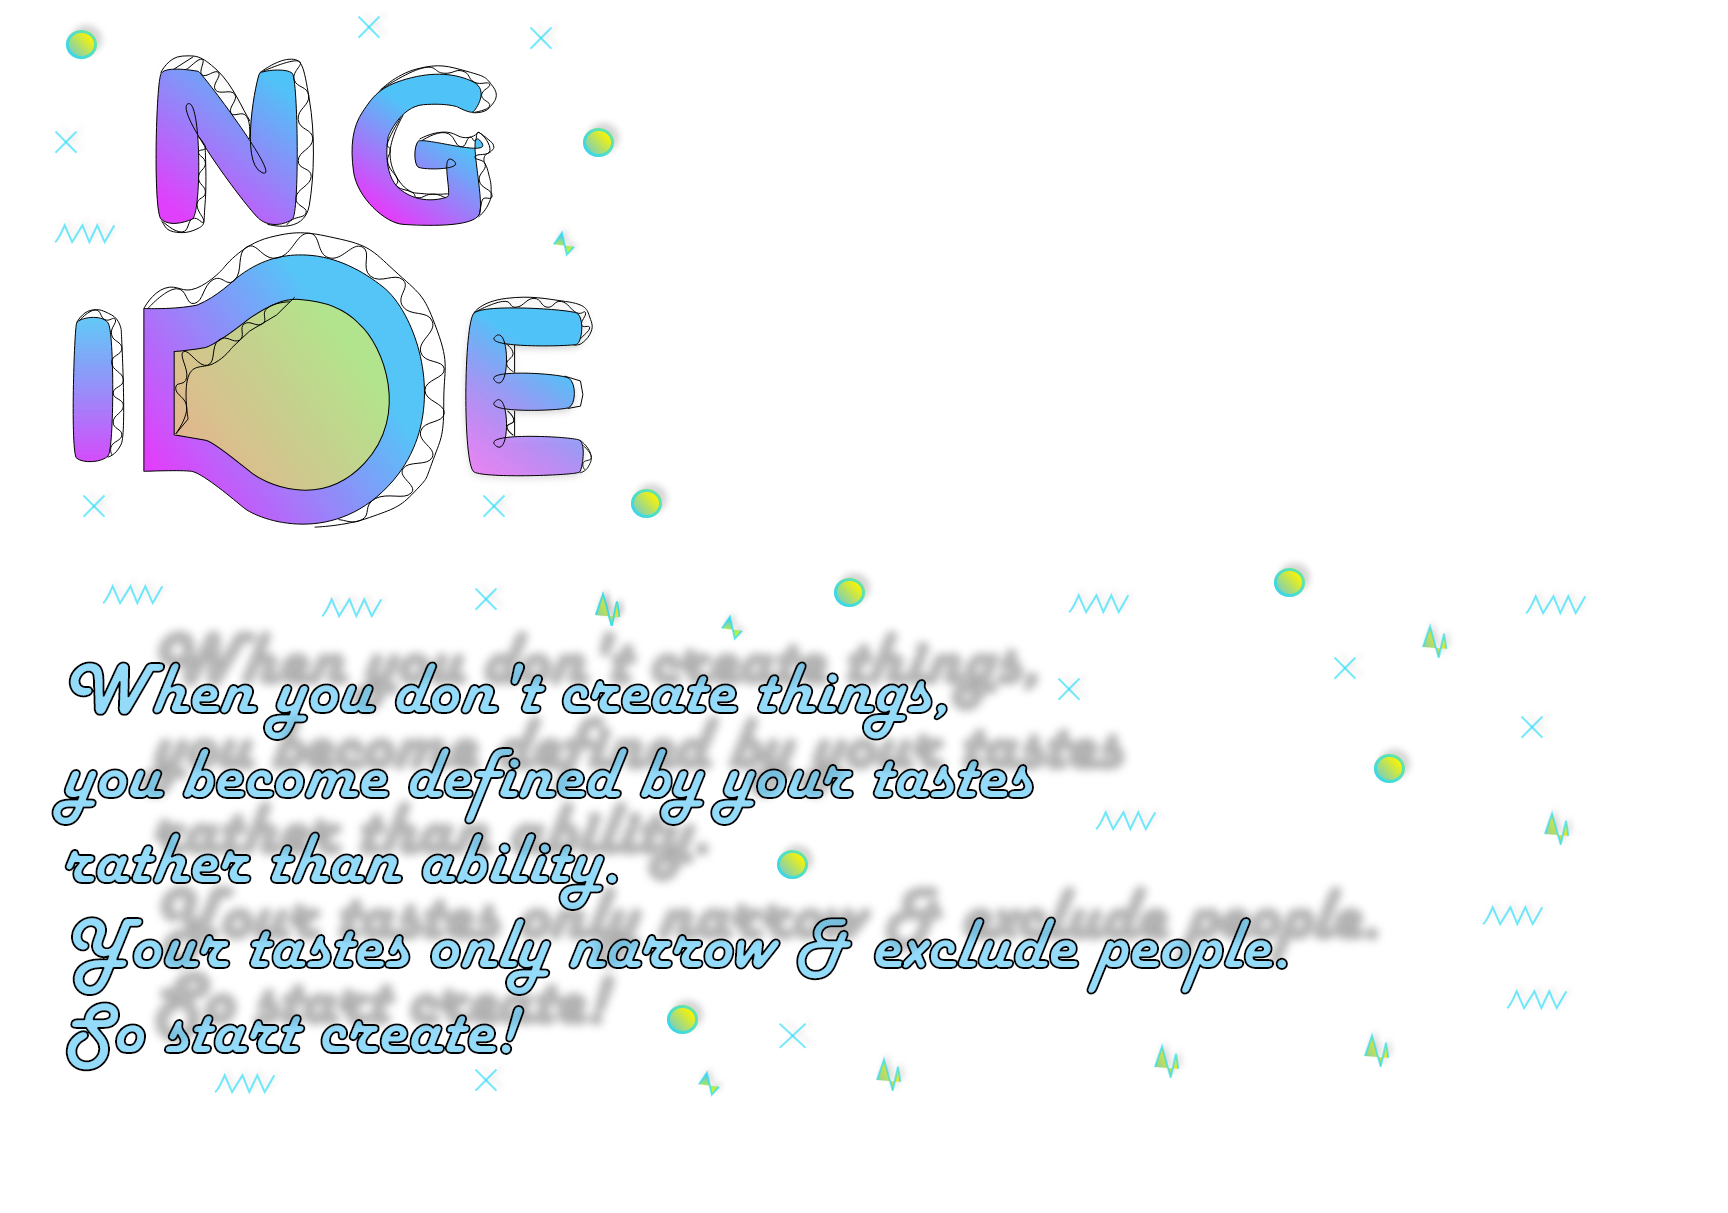 NG
IDE
When you don't create things,
you become defined by your tastes
rather than ability.
Your tastes only narrow & exclude people.
So start create!